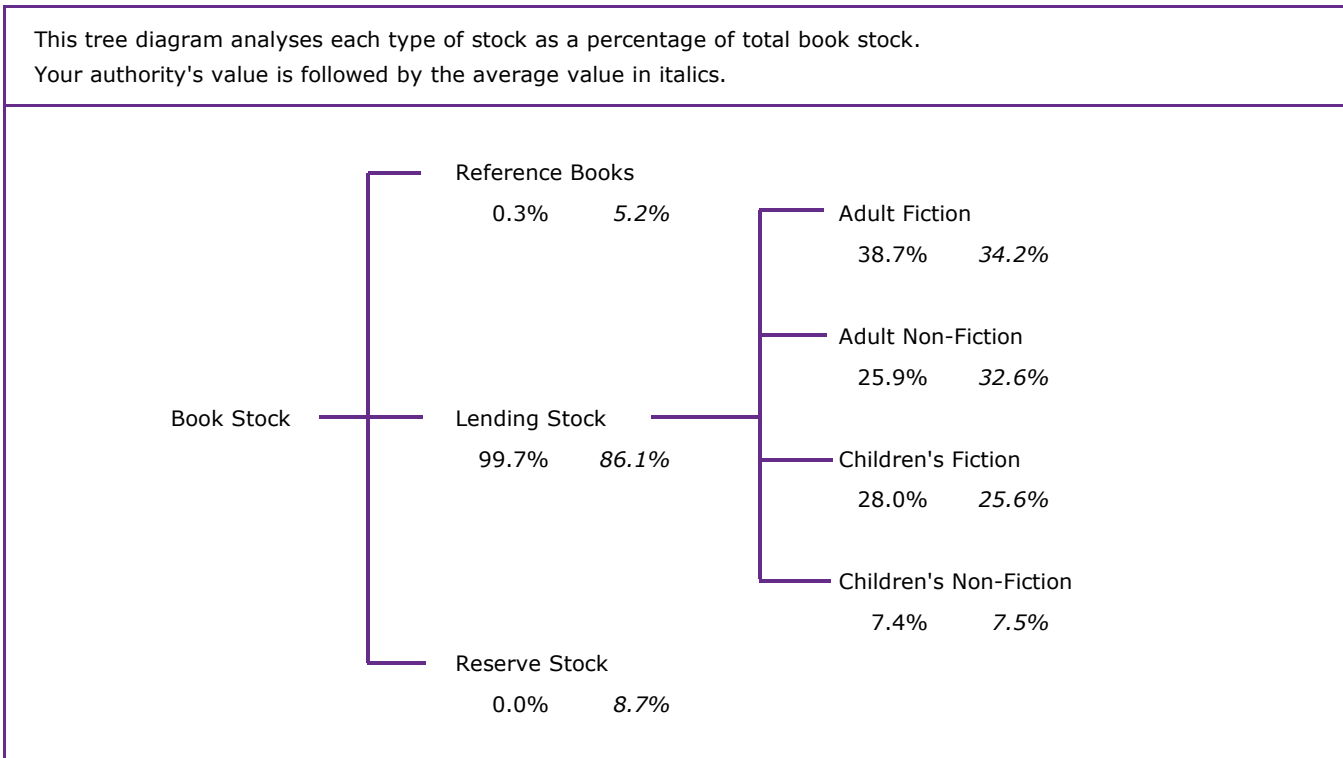 This tree diagram analyses each type of stock as a percentage of total book stock.
Your authority's value is followed by the average value in italics.
Reference Books
0.3% 5.2%
Adult Fiction
38.7% 34.2%
Adult Non-Fiction
25.9% 32.6%
Book Stock
Lending Stock
99.7% 86.1%
Children's Fiction
28.0% 25.6%
Children's Non-Fiction
7.4% 7.5%
Reserve Stock
0.0% 8.7%